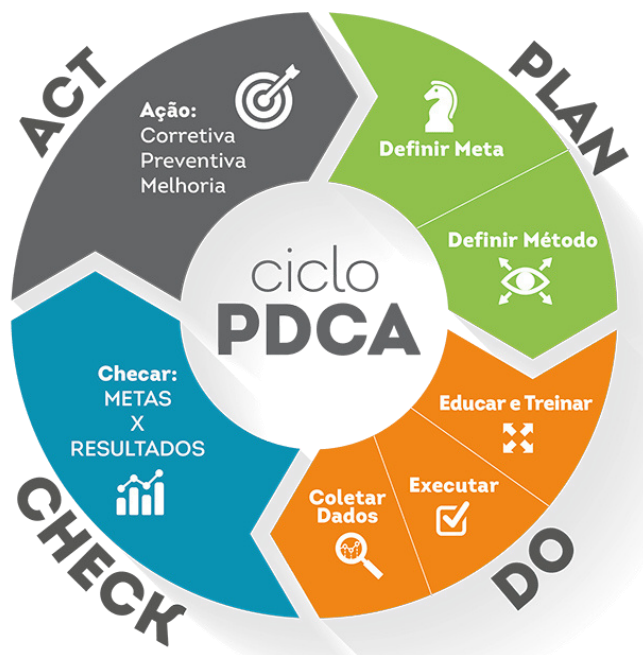 ciclo
PDCA
PLAN
Definir Meta
Definir Método
DO
Educar e Treinar
Executar
Coletar
Dados
CHECK
Checar:
METAS
X
RESULTADOS
ACT
Ação:
Corretiva
Preventiva
Melhoria